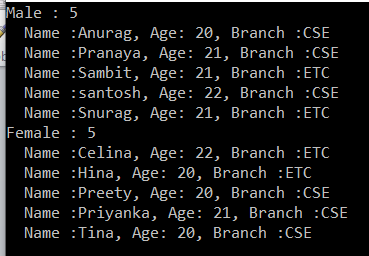 Male : 5
Name :Anurag, Age: 20, Branch :CSE
Name :Pranaya, Age: 21, Branch :CSE
Name :Sambit, Age: 21, Branch :ETC
Name :santosh, Age: 22, Branch :CSE
Name :Snurag, Age: 21, Branch :ETC
Female : 5
Name :Celina, Age: 22, Branch :ETC
Name :Hina, Age: 20, Branch :ETC
Name :Preety, Age: 20, Branch :CSE
Name :Priyanka, Age: 21, Branch :CSE
Name :Tina, Age: 20, Branch :CSE